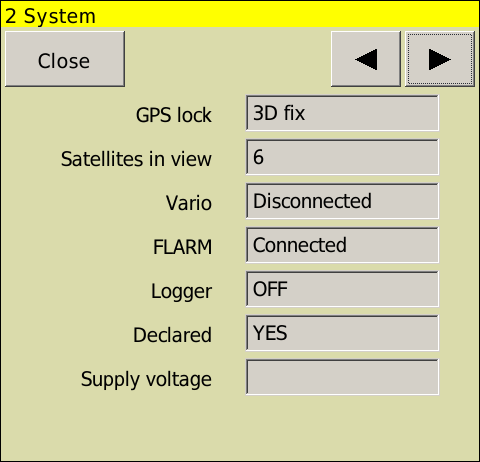 2 System
Close
GPS lock 3D fix
Satellites in view 6
Vario Disconnected
FLARM Connected
Logger OFF
Declared YES
Supply voltage